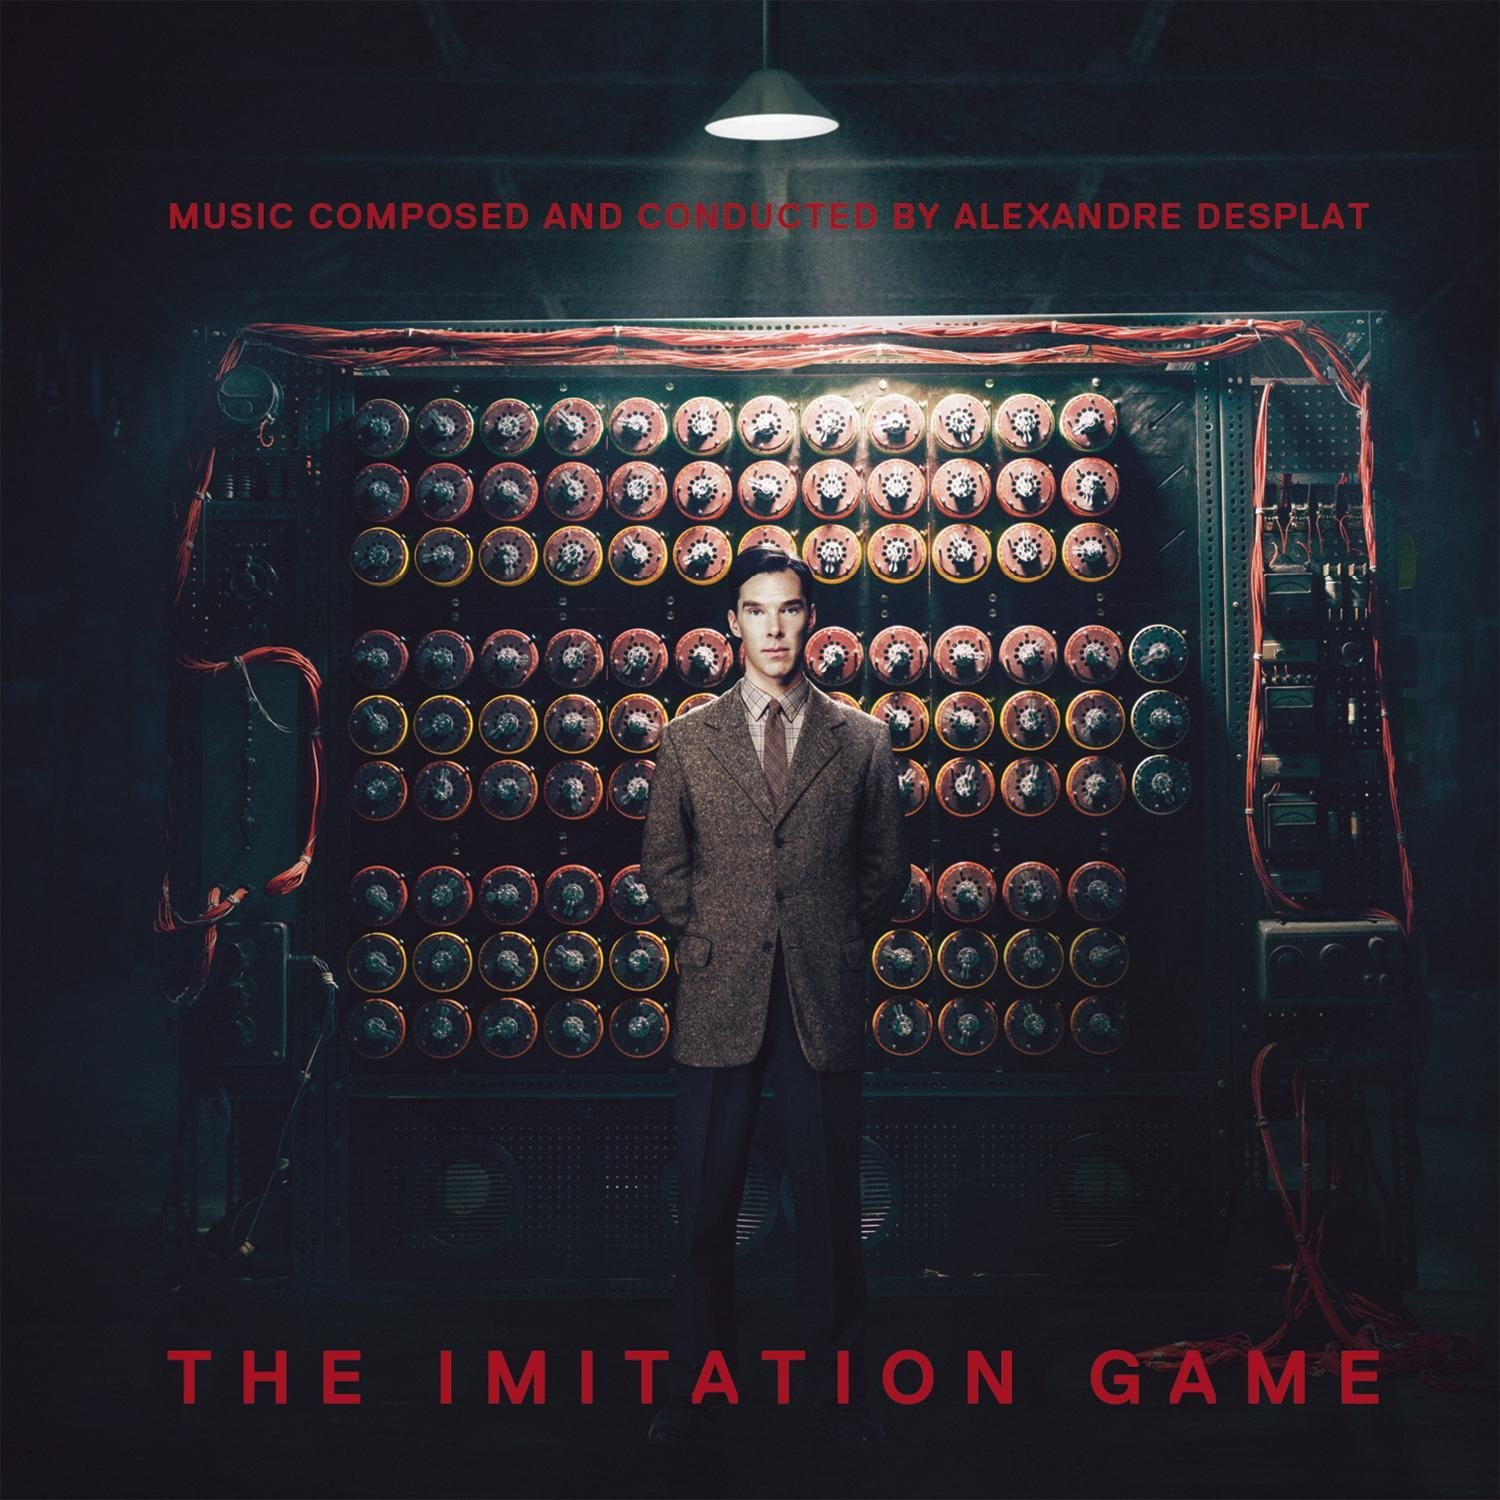 MUSIC COMPOSED AND CONDUCTED BY ALEXANDRE DESPLAT
THE IMITATION GAME